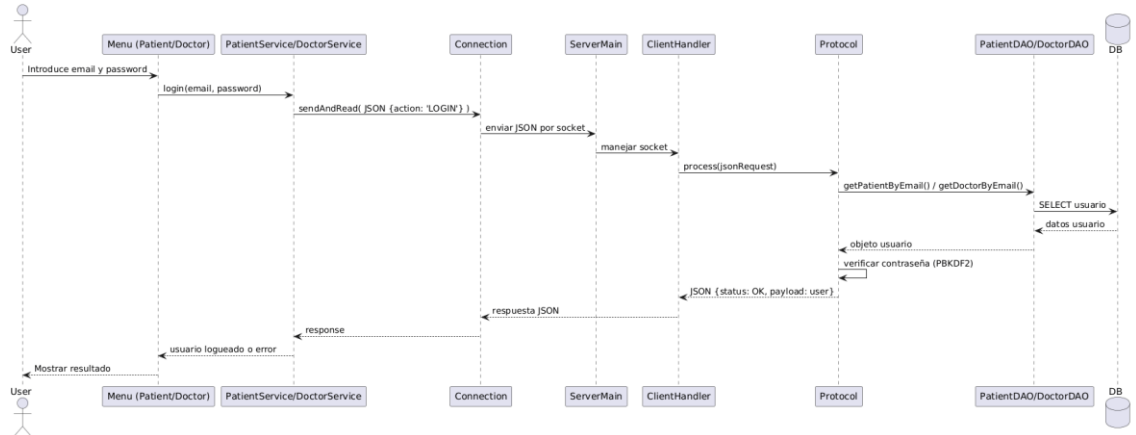 User
Menu (Patient/Doctor)
PatientService/DoctorService
Connection
ServerMain
ClientHandler
Protocol
PatientDAO/DoctorDAO
DB
Introduce email y password
login(email, password)
sendAndRead( JSON {action: 'LOGIN'} )
enviar JSON por socket
manejar socket
process(jsonRequest)
getPatientByEmail() / getDoctorByEmail()
SELECT usuario
datos usuario
objeto usuario
verificar contraseña (PBKDF2)
JSON {status: OK, payload: user}
respuesta JSON
response
usuario logueado o error
Mostrar resultado
User
Menu (Patient/Doctor)
PatientService/DoctorService
Connection
ServerMain
ClientHandler
Protocol
PatientDAO/DoctorDAO
DB